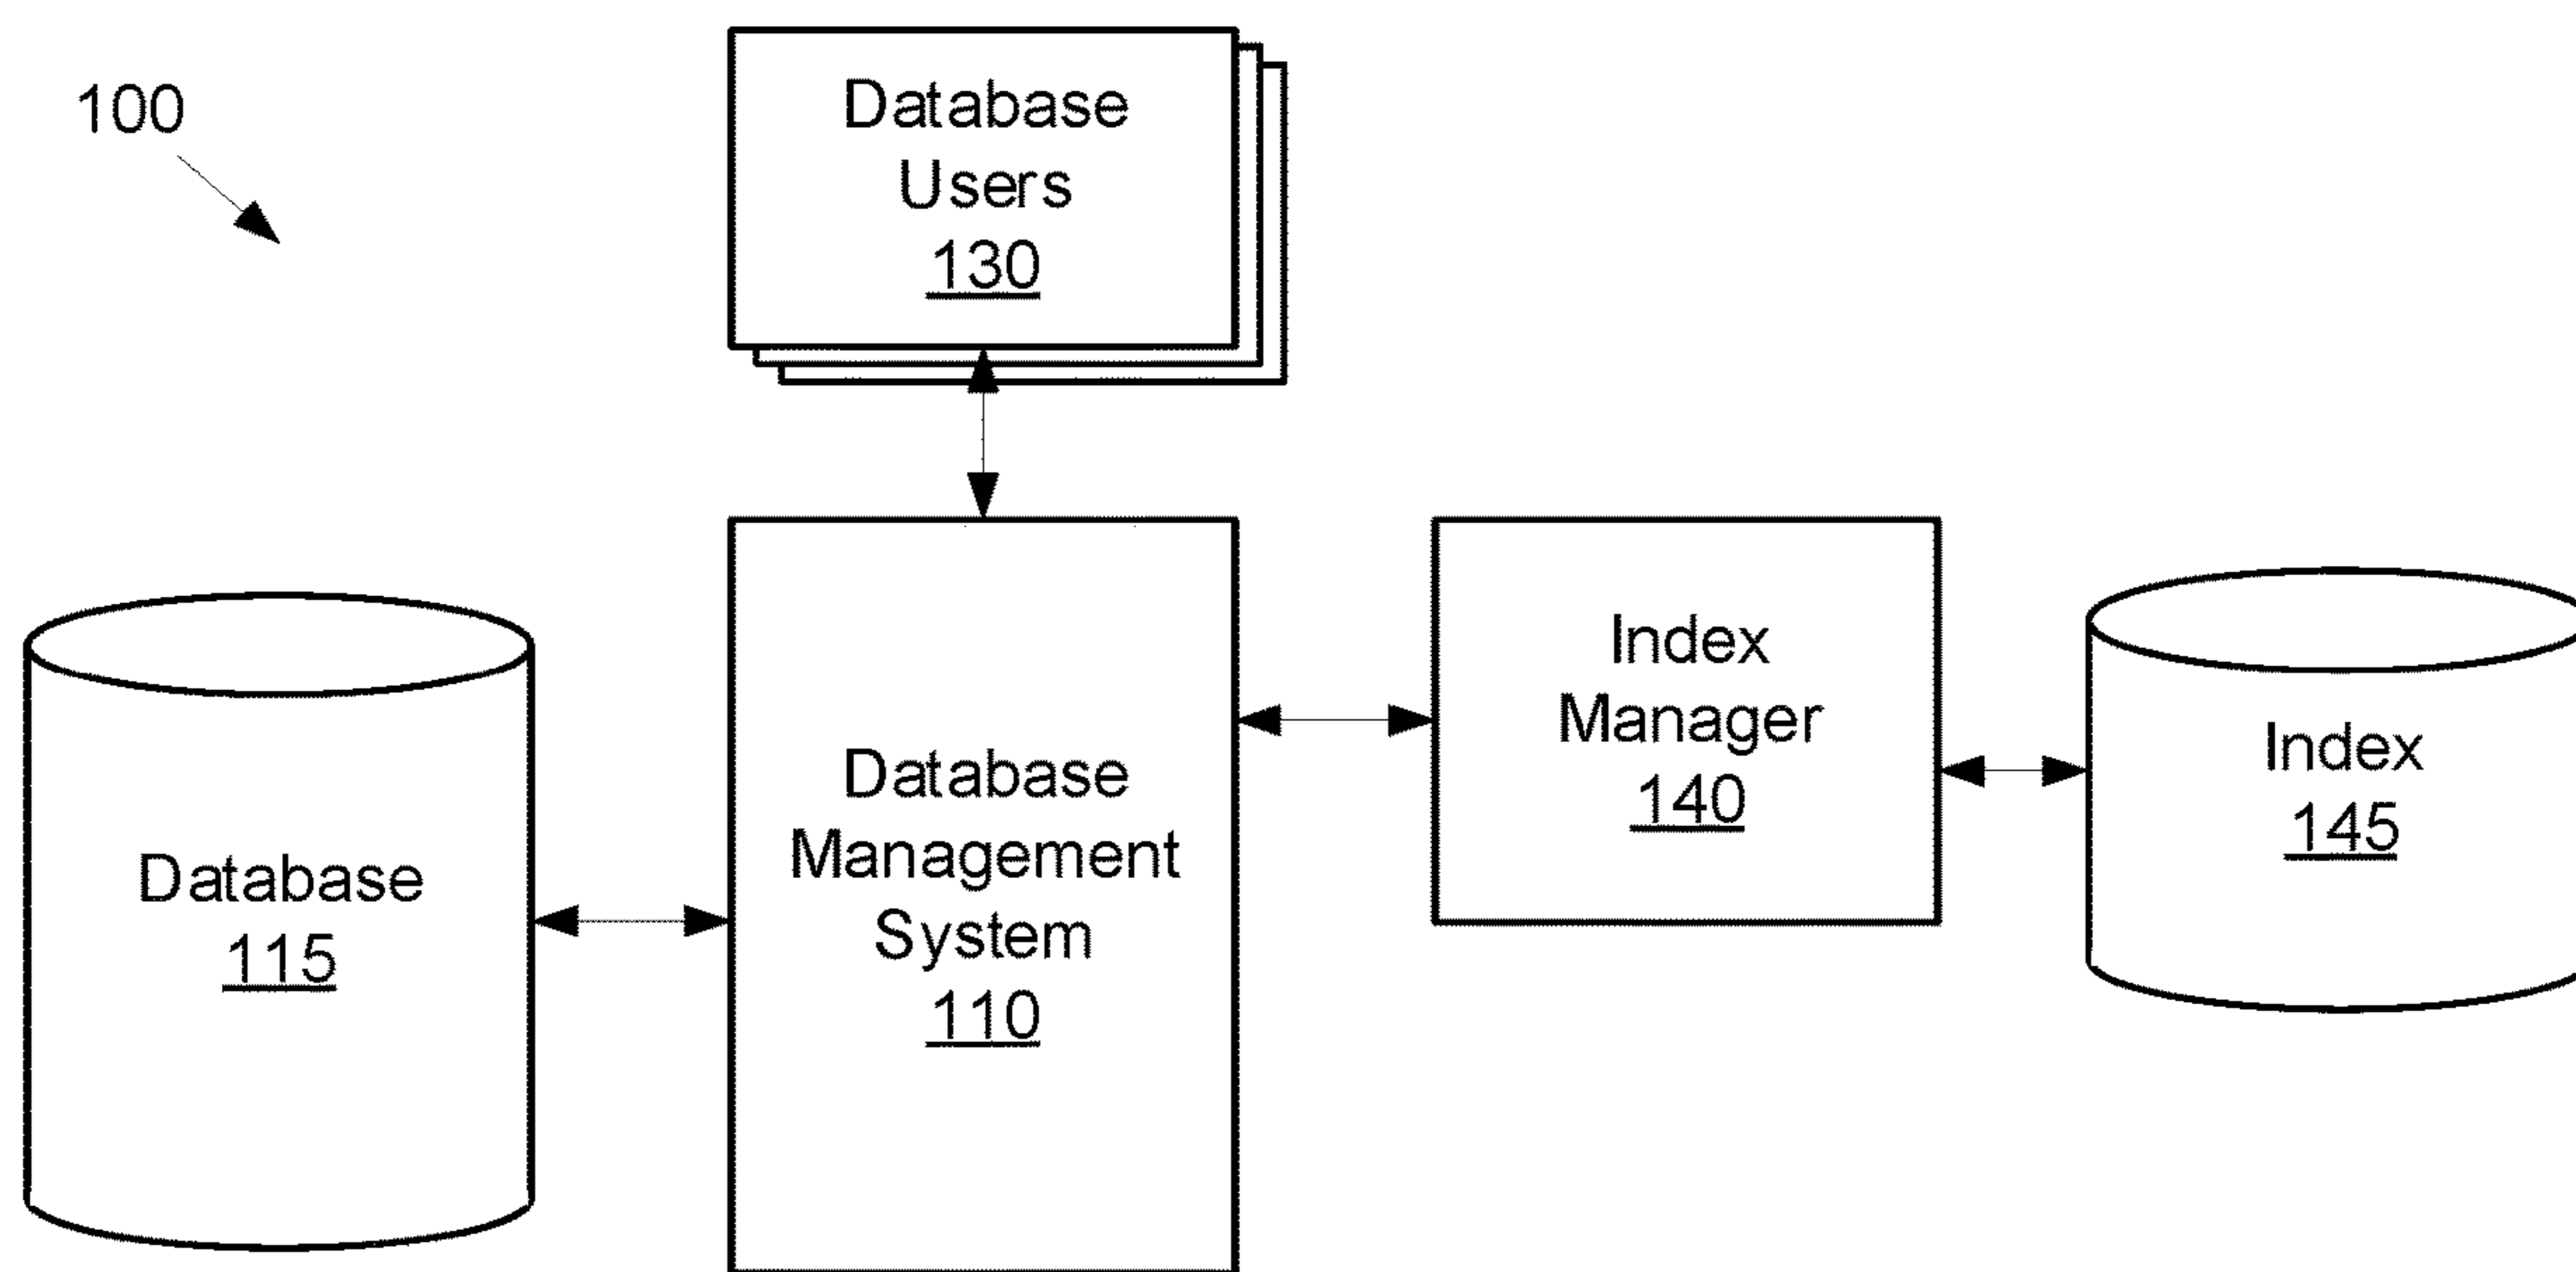 100
Database
Users
130
Database
115
Database
Management
System
110
Index
Manager
140
Index
145